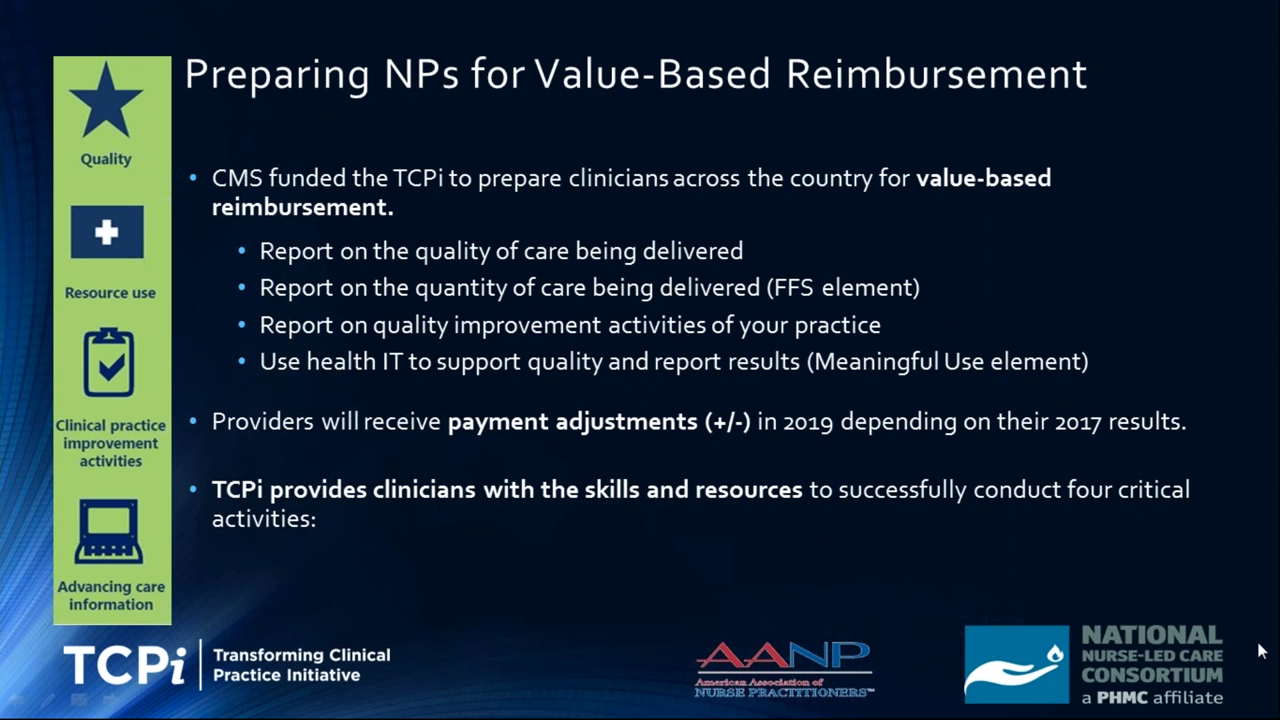 Preparing NPs for Value-Based Reimbursement
Quality
Resource use
Clinical practice
improvement
activities
Advancing care
information
• CMS funded the TCPi to prepare clinicians across the country for value-based
reimbursement.
• Report on the quality of care being delivered
• Report on the quantity of care being delivered (FFS element)
• Report on quality improvement activities of your practice
• Use health IT to support quality and report results (Meaningful Use element)
• Providers will receive payment adjustments (+/-) in 2019 depending on their 2017 results.
• TCPi provides clinicians with the skills and resources to successfully conduct four critical
activities:
TCPi
Transforming Clinical
Practice Initiative
AANP
American Association of
NURSE PRACTITIONERS™
NATIONAL
NURSE-LED CARE
CONSORTIUM
a PHMC affiliate